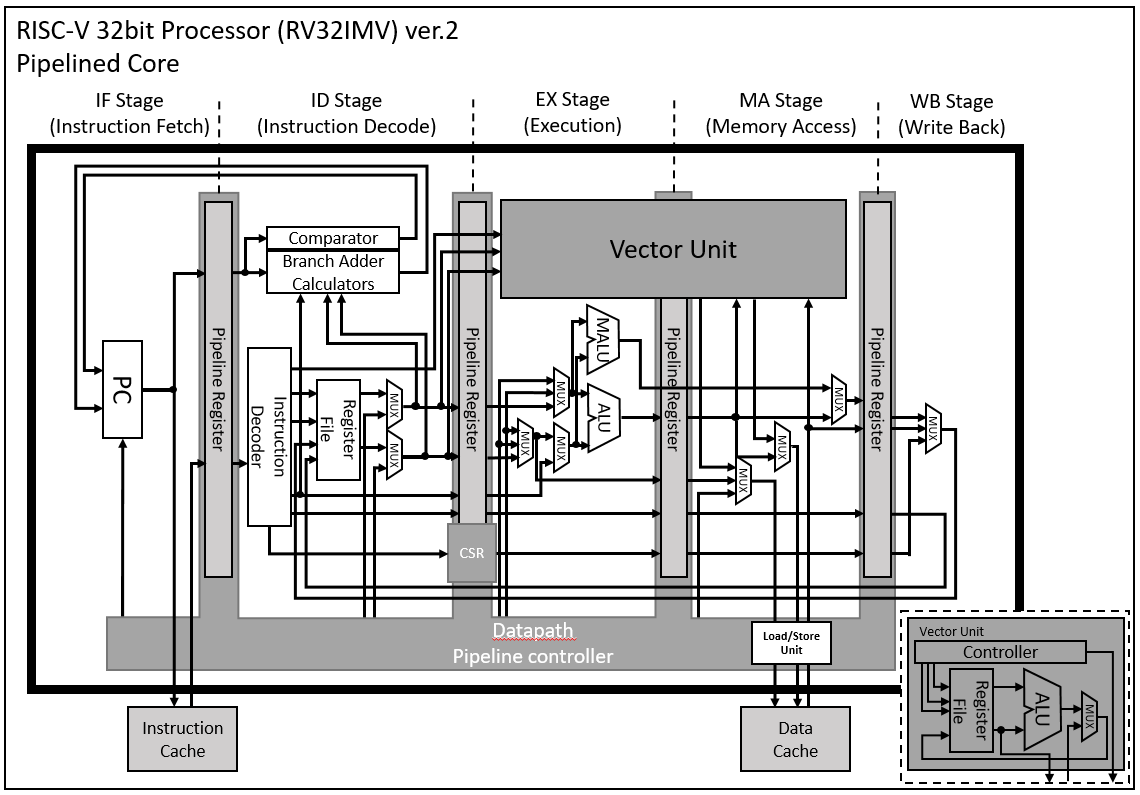 RISC-V 32bit Processor (RV32IMV) ver.2
Pipelined Core
IF Stage
(Instruction Fetch)
ID Stage
(Instruction Decode)
EX Stage
(Execution)
MA Stage
(Memory Access)
WB Stage
(Write Back)
Comparator
Branch Adder
Calculators
Vector Unit
PC
Pipeline Register
Instruction
Decoder
Register
File
MUX
MUX
Pipeline Register
CSR
MUX
MUX
MUX
MALU
ALU
Pipeline Register
MUX
MUX
MUX
Pipeline Register
MUX
Datapath
Pipeline controller
Load/Store
Unit
Instruction
Cache
Data
Cache
Vector Unit
Controller
Register
File
ALU
MUX